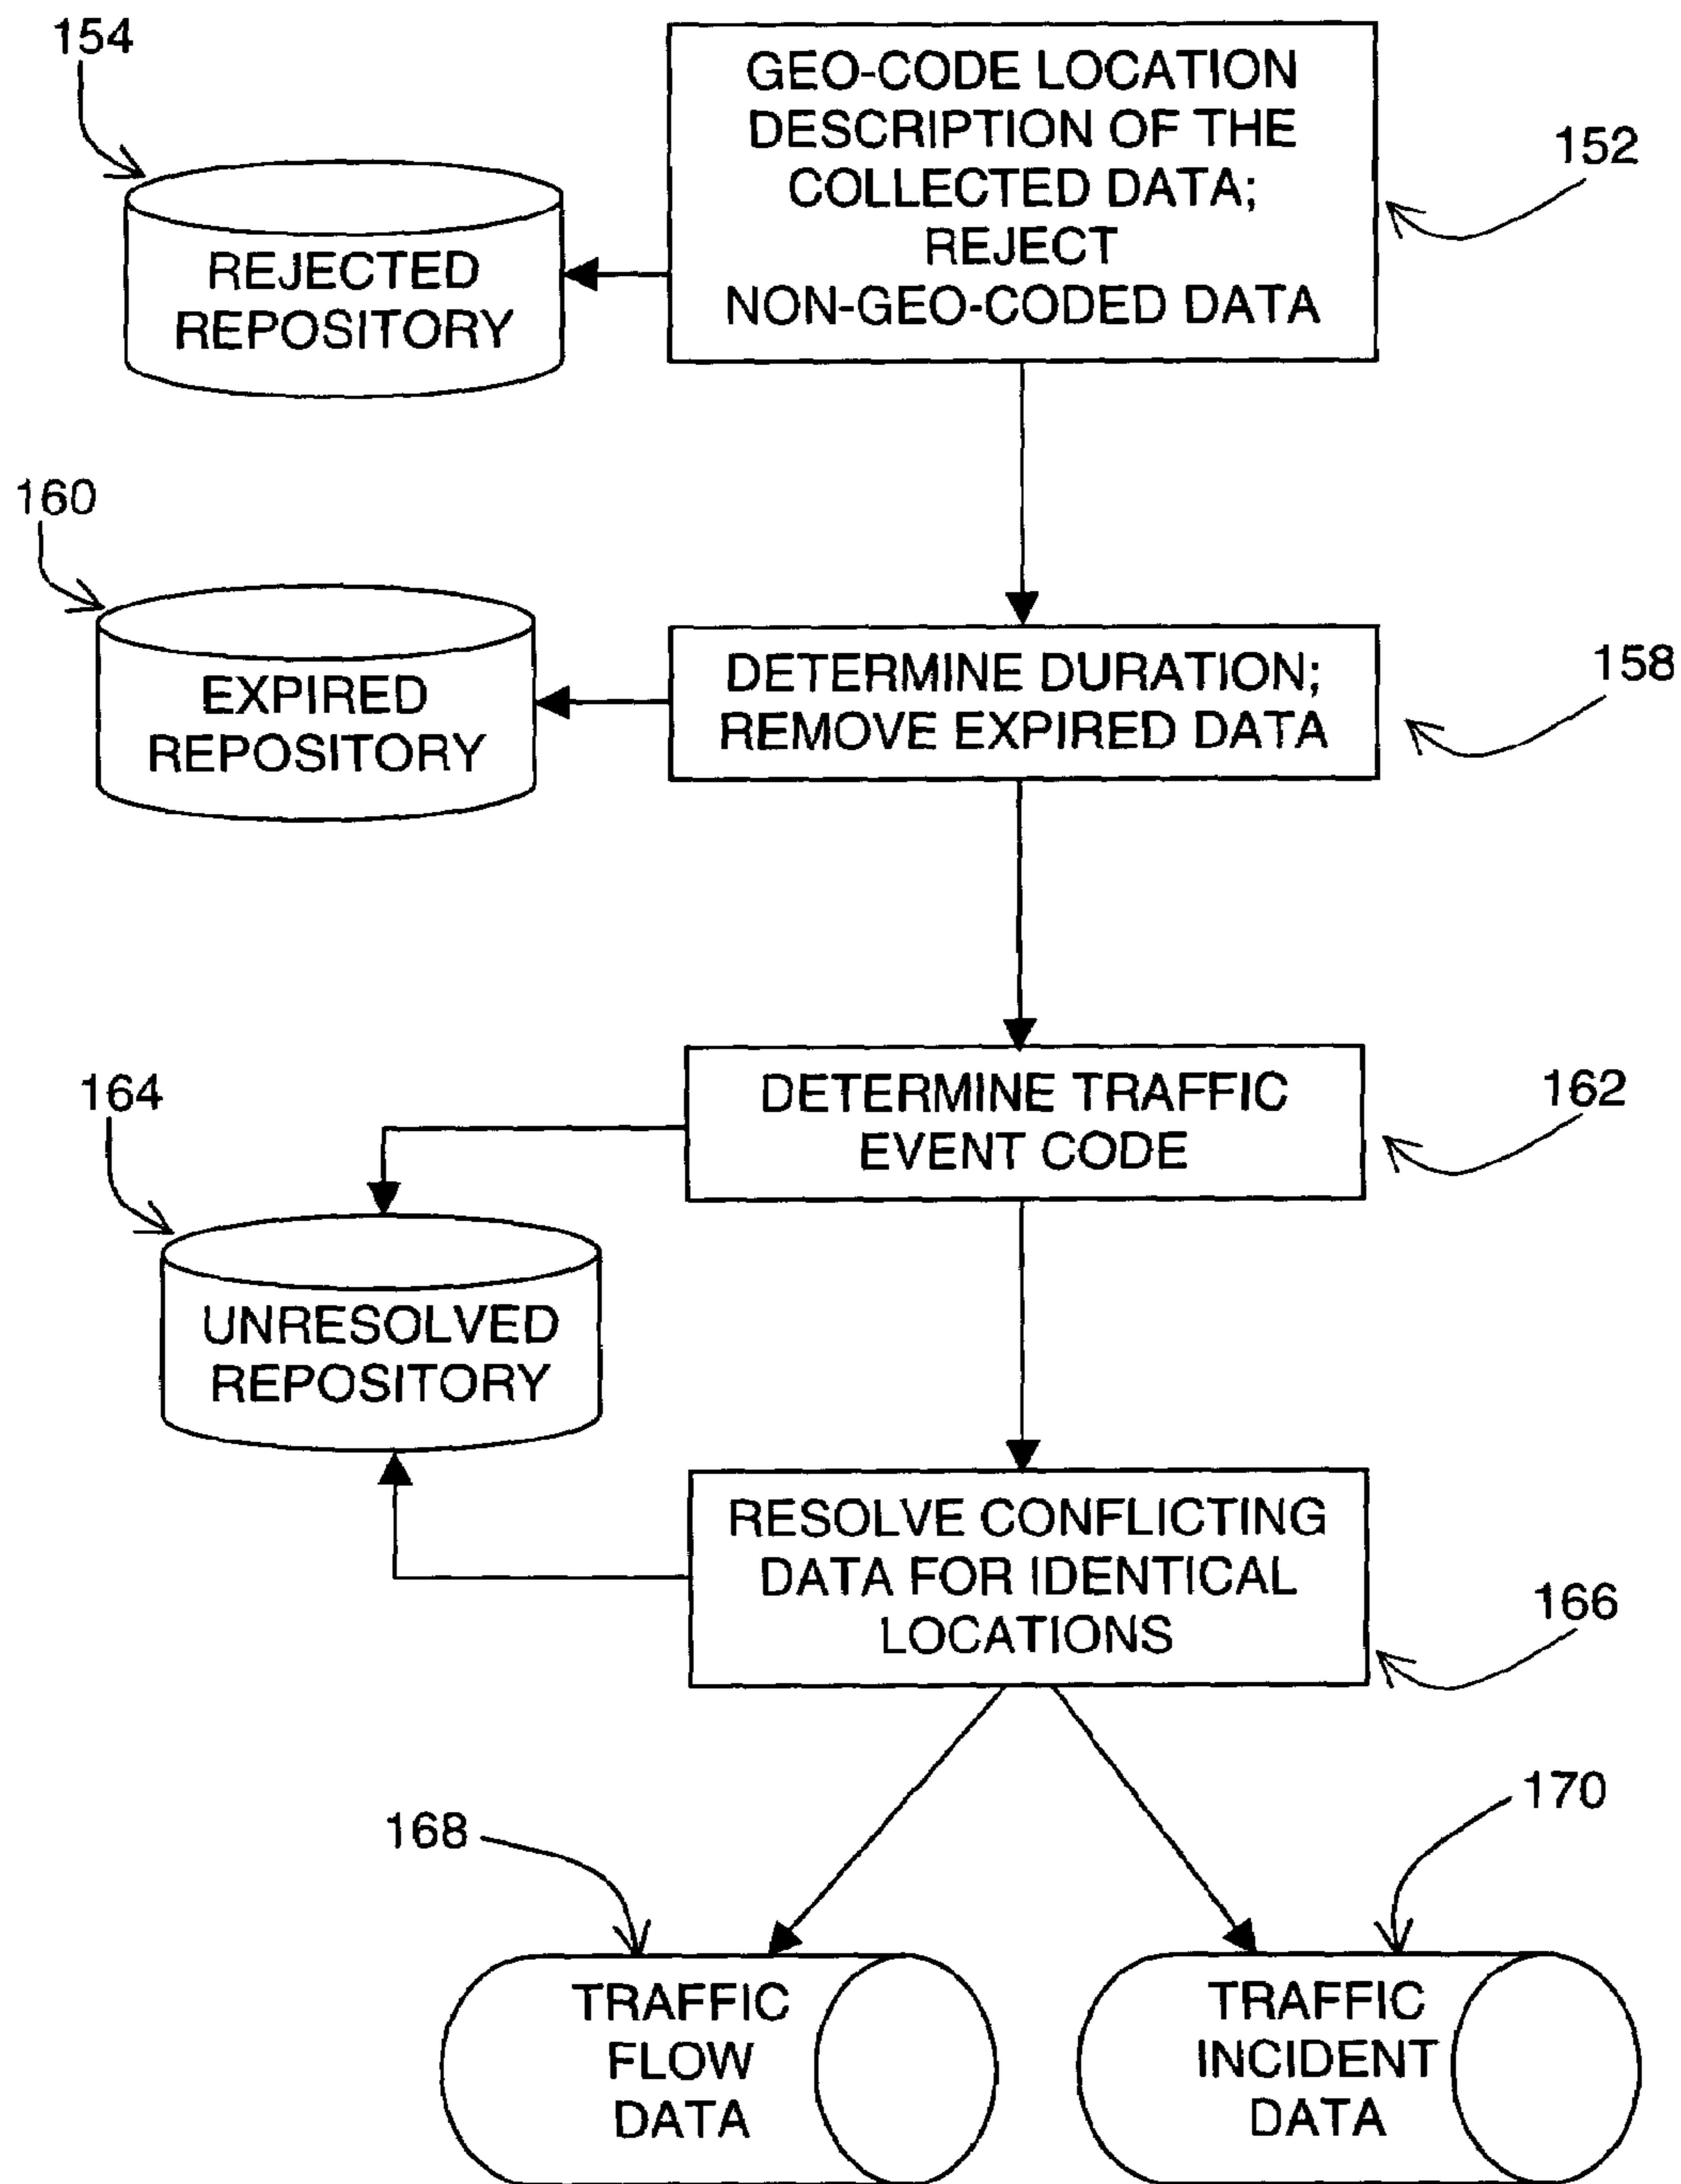 154
GEO-CODE LOCATION
DESCRIPTION OF THE
COLLECTED DATA;
REJECT
NON-GEO-CODED DATA
152
REJECTED
REPOSITORY
160
EXPIRED
REPOSITORY
DETERMINE DURATION;
REMOVE EXPIRED DATA
158
164
DETERMINE TRAFFIC
EVENT CODE
162
UNRESOLVED
REPOSITORY
RESOLVE CONFLICTING
DATA FOR IDENTICAL
LOCATIONS
166
168
170
TRAFFIC
FLOW
DATA
TRAFFIC
INCIDENT
DATA